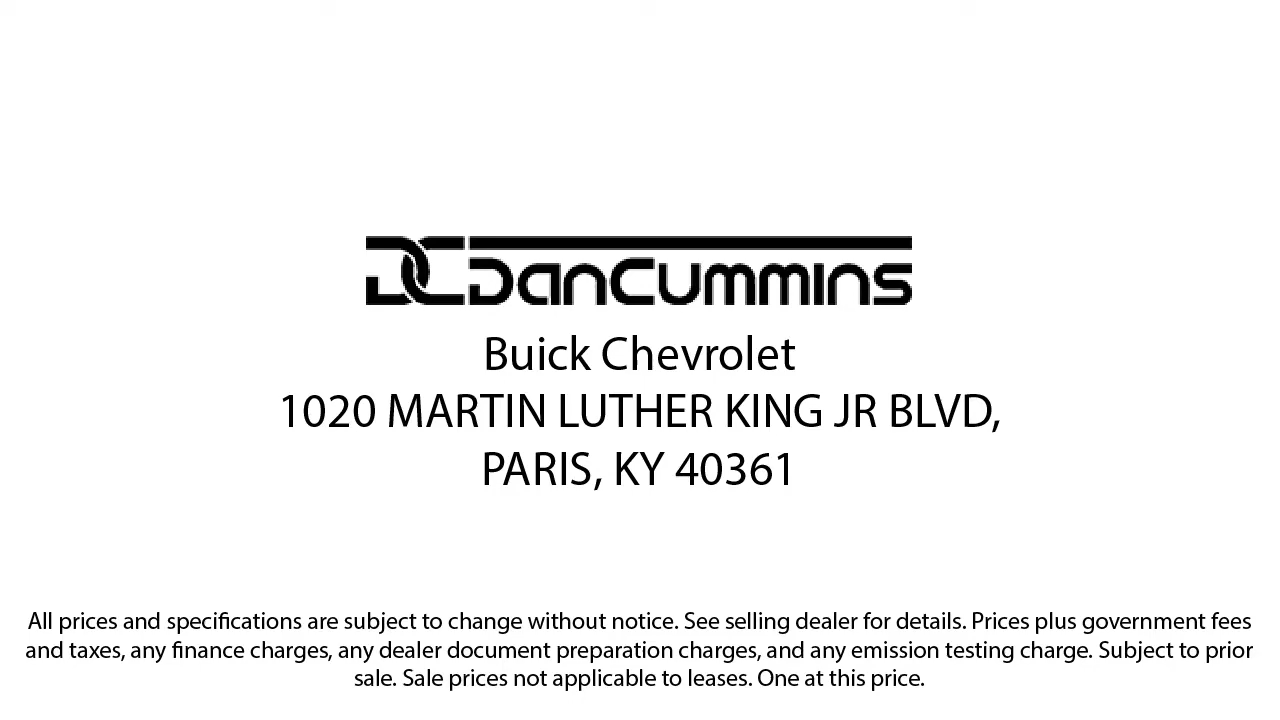 DC DanCummins
Buick Chevrolet
1020 MARTIN LUTHER KING JR BLVD,
PARIS, KY 40361
All prices and specifications are subject to change without notice. See selling dealer for details. Prices plus government fees
and taxes, any finance charges, any dealer document preparation charges, and any emission testing charge. Subject to prior
sale. Sale prices not applicable to leases. One at this price.